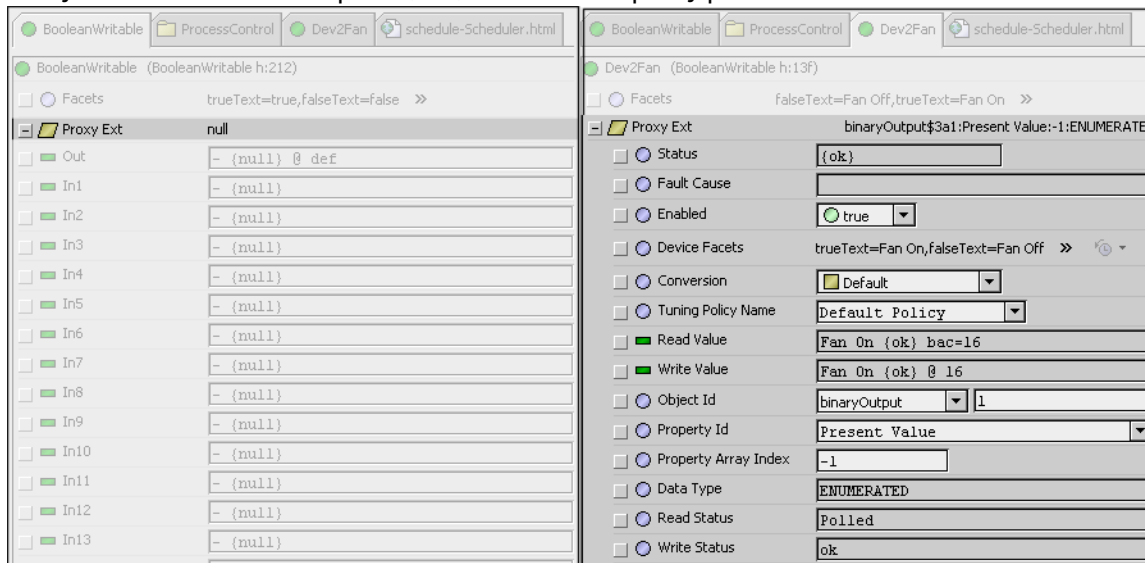 BooleanWritable ProcessControl Dev2Fan schedule-Scheduler.html
BooleanWritable (BooleanWritable h:212)
Facets trueText=true,falseText=false »
Proxy Ext null
Out - {null} @ def
In1 - {null}
In2 - {null}
In3 - {null}
In4 - {null}
In5 - {null}
In6 - {null}
In7 - {null}
In8 - {null}
In9 - {null}
In10 - {null}
In11 - {null}
In12 - {null}
In13 - {null}
BooleanWritable ProcessControl Dev2Fan schedule-Scheduler.html
Dev2Fan (BooleanWritable h:13f)
Facets falseText=Fan Off,trueText=Fan On »
Proxy Ext binaryOutput$3a1:Present Value:-1:ENUMERATE
Status {ok}
Fault Cause
Enabled true
Device Facets trueText=Fan On,falseText=Fan Off »
Conversion Default
Tuning Policy Name Default Policy
Read Value Fan On {ok} bac=16
Write Value Fan On {ok} @ 16
Object Id binaryOutput 1
Property Id Present Value
Property Array Index -1
Data Type ENUMERATED
Read Status Polled
Write Status ok